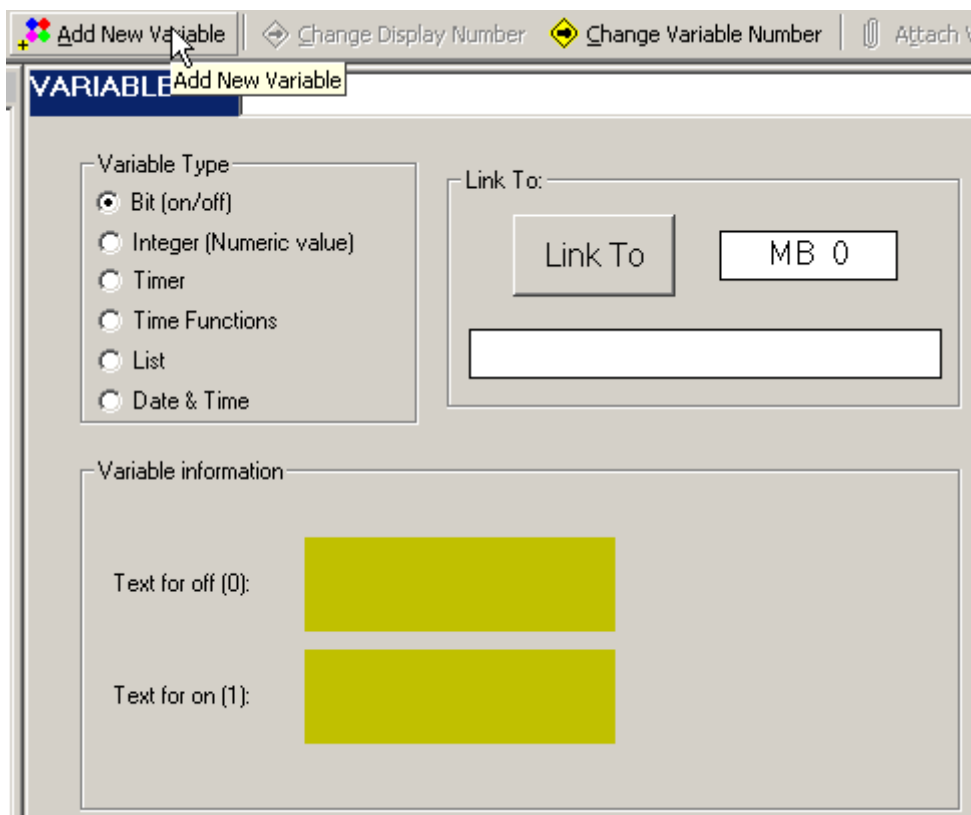 Add New Variable Change Display Number Change Variable Number Attach
Add New Variable
VARIABLE
Variable Type
Bit (on/off)
Integer (Numeric value)
Timer
Time Functions
List
Date & Time
Link To:
Link To MB 0
Variable information
Text for off (0):
Text for on (1):